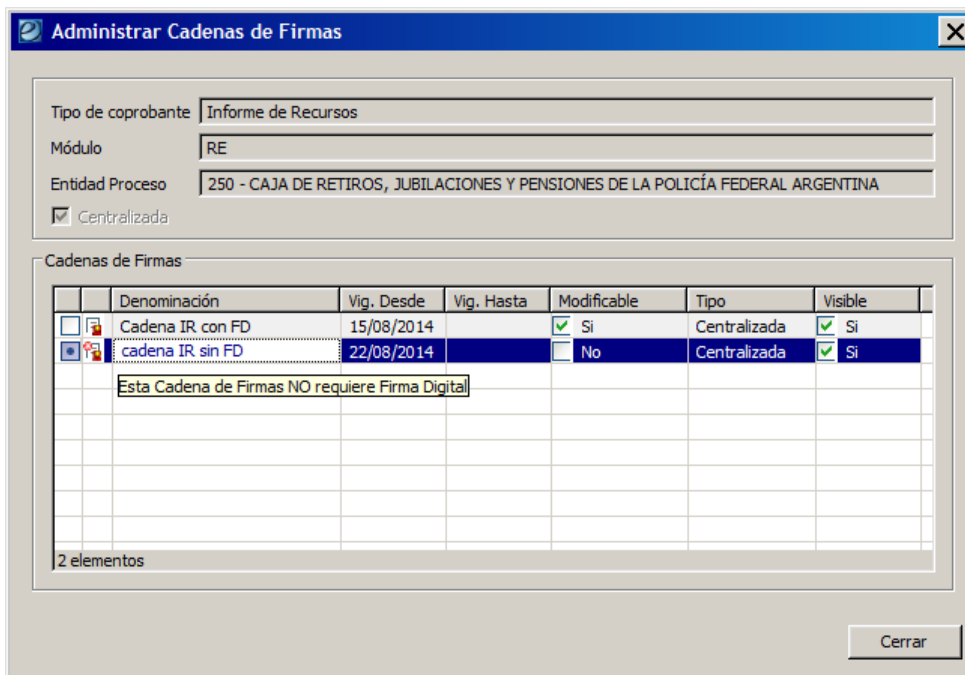 Administrar Cadenas de Firmas
Tipo de coprobante Informe de Recursos
Módulo RE
Entidad Proceso 250 - CAJA DE RETIROS, JUBILACIONES Y PENSIONES DE LA POLICÍA FEDERAL ARGENTINA
Centralizada
Cadenas de Firmas
Denominación Vig. Desde Vig. Hasta Modificable Tipo Visible
Cadena IR con FD 15/08/2014 Si Centralizada Si
cadena IR sin FD 22/08/2014 No Centralizada Si
Esta Cadena de Firmas NO requiere Firma Digital
2 elementos
Cerrar